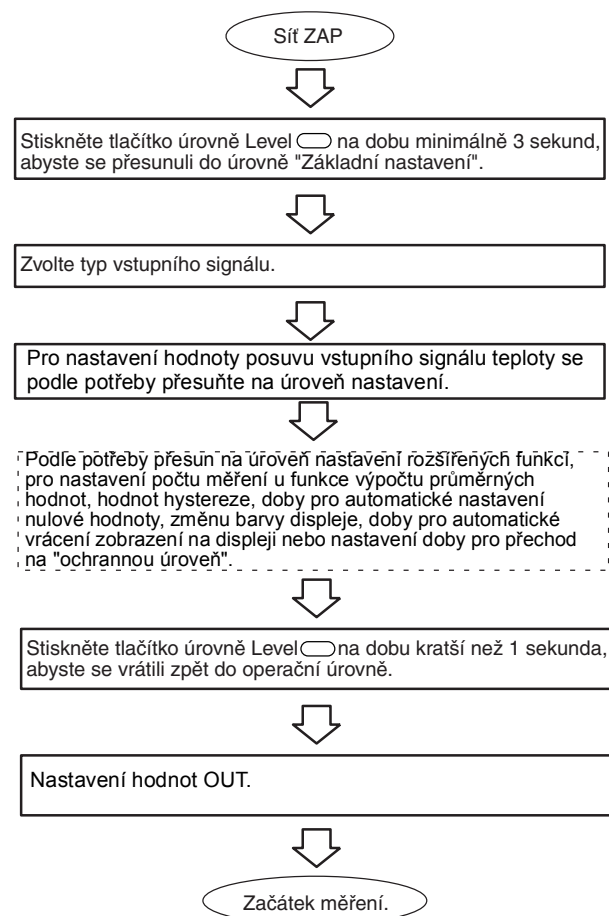 Síť ZAP
Stiskněte tlačítko úrovně Level na dobu minimálně 3 sekund,
abyste se přesunuli do úrovně "Základní nastavení".
Zvolte typ vstupního signálu.
Pro nastavení hodnoty posuvu vstupního signálu teploty se
podle potřeby přesuňte na úroveň nastavení.
Podle potřeby přesun na úroveň nastavení rozšířených funkcí,
pro nastavení počtu měření u funkce výpočtu průměrných
hodnot, hodnot hystereze, doby pro automatické nastavení
nulové hodnoty, změnu barvy displeje, doby pro automatické
vrácení zobrazení na displeji nebo nastavení doby pro přechod
na "ochrannou úroveň".
Stiskněte tlačítko úrovně Level na dobu kratší než 1 sekunda,
abyste se vrátili zpět do operační úrovně.
Nastavení hodnot OUT.
Začátek měření.